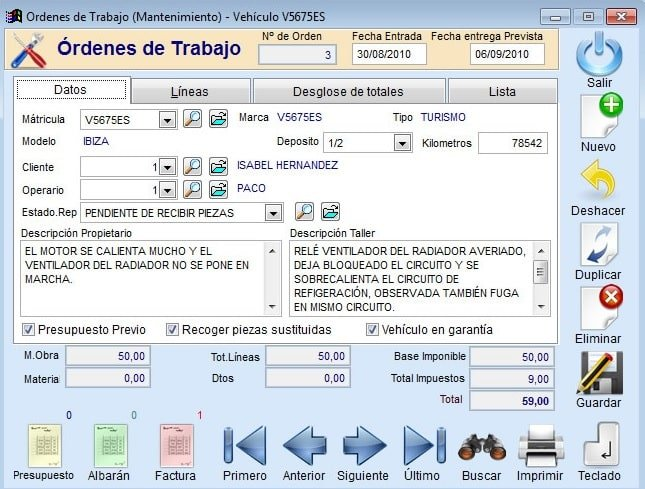 Ordenes de Trabajo (Mantenimiento) - Vehículo V5675ES
Órdenes de Trabajo
Nº de Orden
3
Fecha Entrada
30/08/2010
Fecha entrega Prevista
06/09/2010
Datos
Líneas
Desglose de totales
Lista
Mátricula V5675ES Marca V5675ES Tipo TURISMO
Modelo IBIZA Deposito 1/2 Kilometros 78542
Cliente 1 ISABEL HERNANDEZ
Operario 1 PACO
Estado.Rep PENDIENTE DE RECIBIR PIEZAS
Descripción Propietario
EL MOTOR SE CALIENTA MUCHO Y EL
VENTILADOR DEL RADIADOR NO SE PONE EN
MARCHA.
Descripción Taller
RELÉ VENTILADOR DEL RADIADOR AVERIADO,
DEJA BLOQUEADO EL CIRCUITO Y SE
SOBRECALIENTA EL CIRCUITO DE
REFIGERACIÓN, OBSERVADA TAMBIÉN FUGA
EN MISMO CIRCUITO.
Presupuesto Previo
Recoger piezas sustituidas
Vehículo en garantía
M.Obra 50,00 Tot.Líneas 50,00 Base Imponible 50,00
Materia 0,00 Dtos 0,00 Total Impuestos 9,00
Total 59,00
Salir
Nuevo
Deshacer
Duplicar
Eliminar
Guardar
0 0 1
Presupuesto Albarán Factura Primero Anterior Siguiente Último Buscar Imprimir Teclado